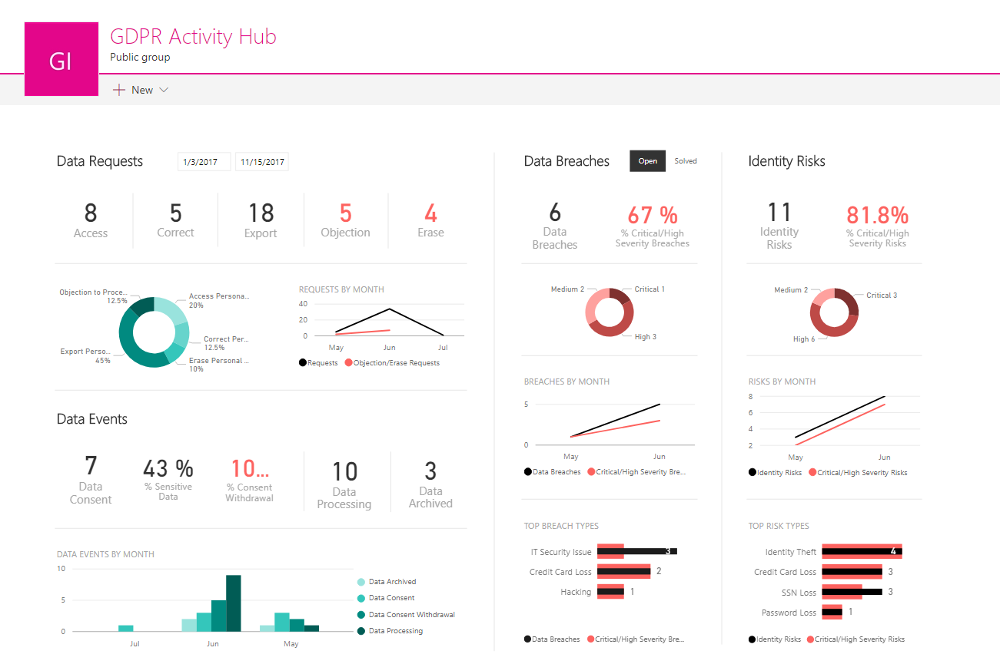 GI
GDPR Activity Hub
Public group
New
Data Requests
1/3/2017
11/15/2017
8
Access
5
Correct
18
Export
5
Objection
4
Erase
Objection to Proce...
12.5%
Access Persona...
20%
Correct Per...
12.5%
Erase Personal ...
10%
Export Perso...
45%
REQUESTS BY MONTH
40
20
0
May
Jun
Jul
Requests
Objection/Erase Requests
Data Events
7
Data
Consent
43 %
% Sensitive
Data
10...
% Consent
Withdrawal
10
Data
Processing
3
Data
Archived
DATA EVENTS BY MONTH
10
5
0
Jul
Jun
May
Data Archived
Data Consent
Data Consent Withdrawal
Data Processing
Data Breaches
Open
Solved
6
Data
Breaches
67 %
% Critical/High
Severity Breaches
Medium 2
Critical 1
High 3
BREACHES BY MONTH
5
0
May
Jun
Data Breaches
Critical/High Severity Bre...
TOP BREACH TYPES
IT Security Issue
3
Credit Card Loss
2
Hacking
1
Data Breaches
Critical/High Severity Bre...
Identity Risks
11
Identity
Risks
81.8%
% Critical/High
Severity Risks
Medium 2
Critical 3
High 6
RISKS BY MONTH
8
6
4
2
May
Jun
Identity Risks
Critical/High Severity Risks
TOP RISK TYPES
Identity Theft
4
Credit Card Loss
3
SSN Loss
3
Password Loss
1
Identity Risks
Critical/High Severity Risks